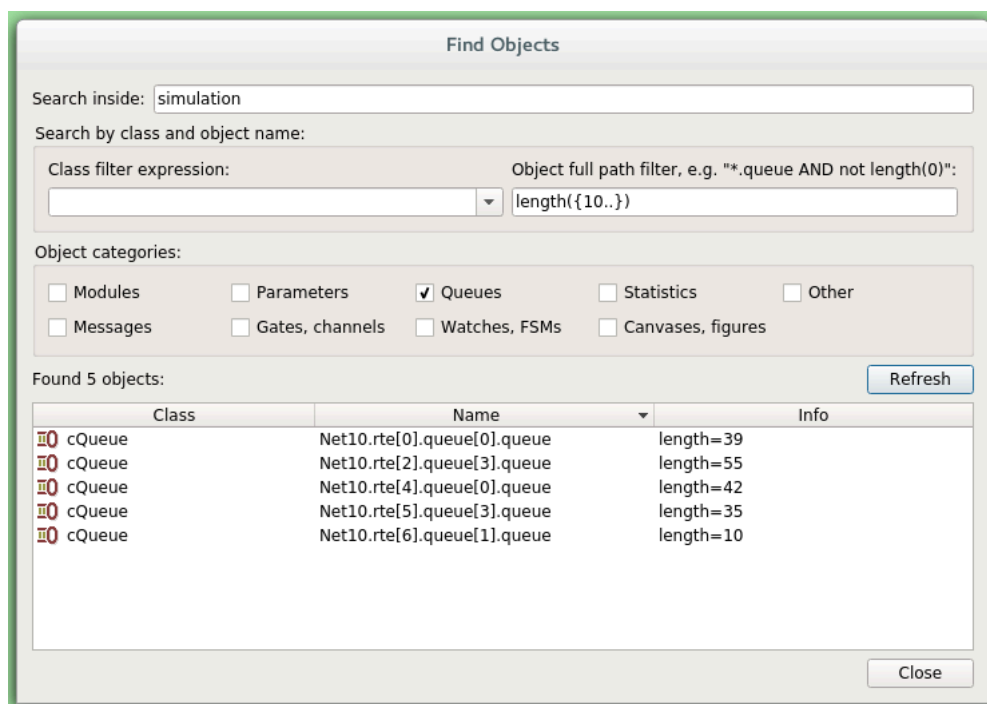 Find Objects
Search inside: simulation
Search by class and object name:
Class filter expression: Object full path filter, e.g. "*.queue AND not length(0)":
length({10..})
Object categories:
Modules Parameters Queues Statistics Other
Messages Gates, channels Watches, FSMs Canvases, figures
Found 5 objects: Refresh
Class Name Info
cQueue Net10.rte[0].queue[0].queue length=39
cQueue Net10.rte[2].queue[3].queue length=55
cQueue Net10.rte[4].queue[0].queue length=42
cQueue Net10.rte[5].queue[3].queue length=35
cQueue Net10.rte[6].queue[1].queue length=10
Close